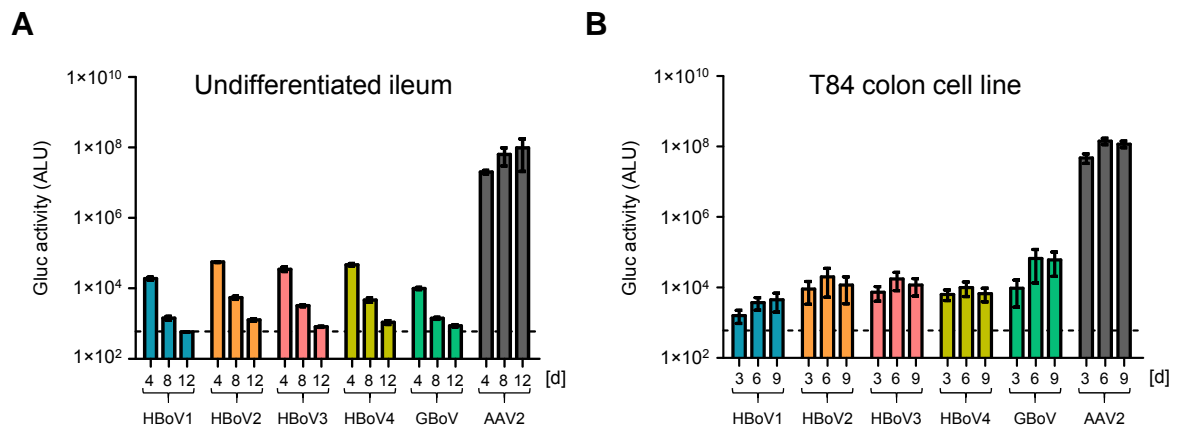 A
Undifferentiated ileum
Gluc activity (ALU)
1×10¹⁰
1×10⁸
1×10⁶
1×10⁴
1×10²
4 8 12 4 8 12 4 8 12 4 8 12 4 8 12 4 8 12 [d]
HBoV1 HBoV2 HBoV3 HBoV4 GBoV AAV2
B
T84 colon cell line
Gluc activity (ALU)
1×10¹⁰
1×10⁸
1×10⁶
1×10⁴
1×10²
3 6 9 3 6 9 3 6 9 3 6 9 3 6 9 3 6 9 [d]
HBoV1 HBoV2 HBoV3 HBoV4 GBoV AAV2